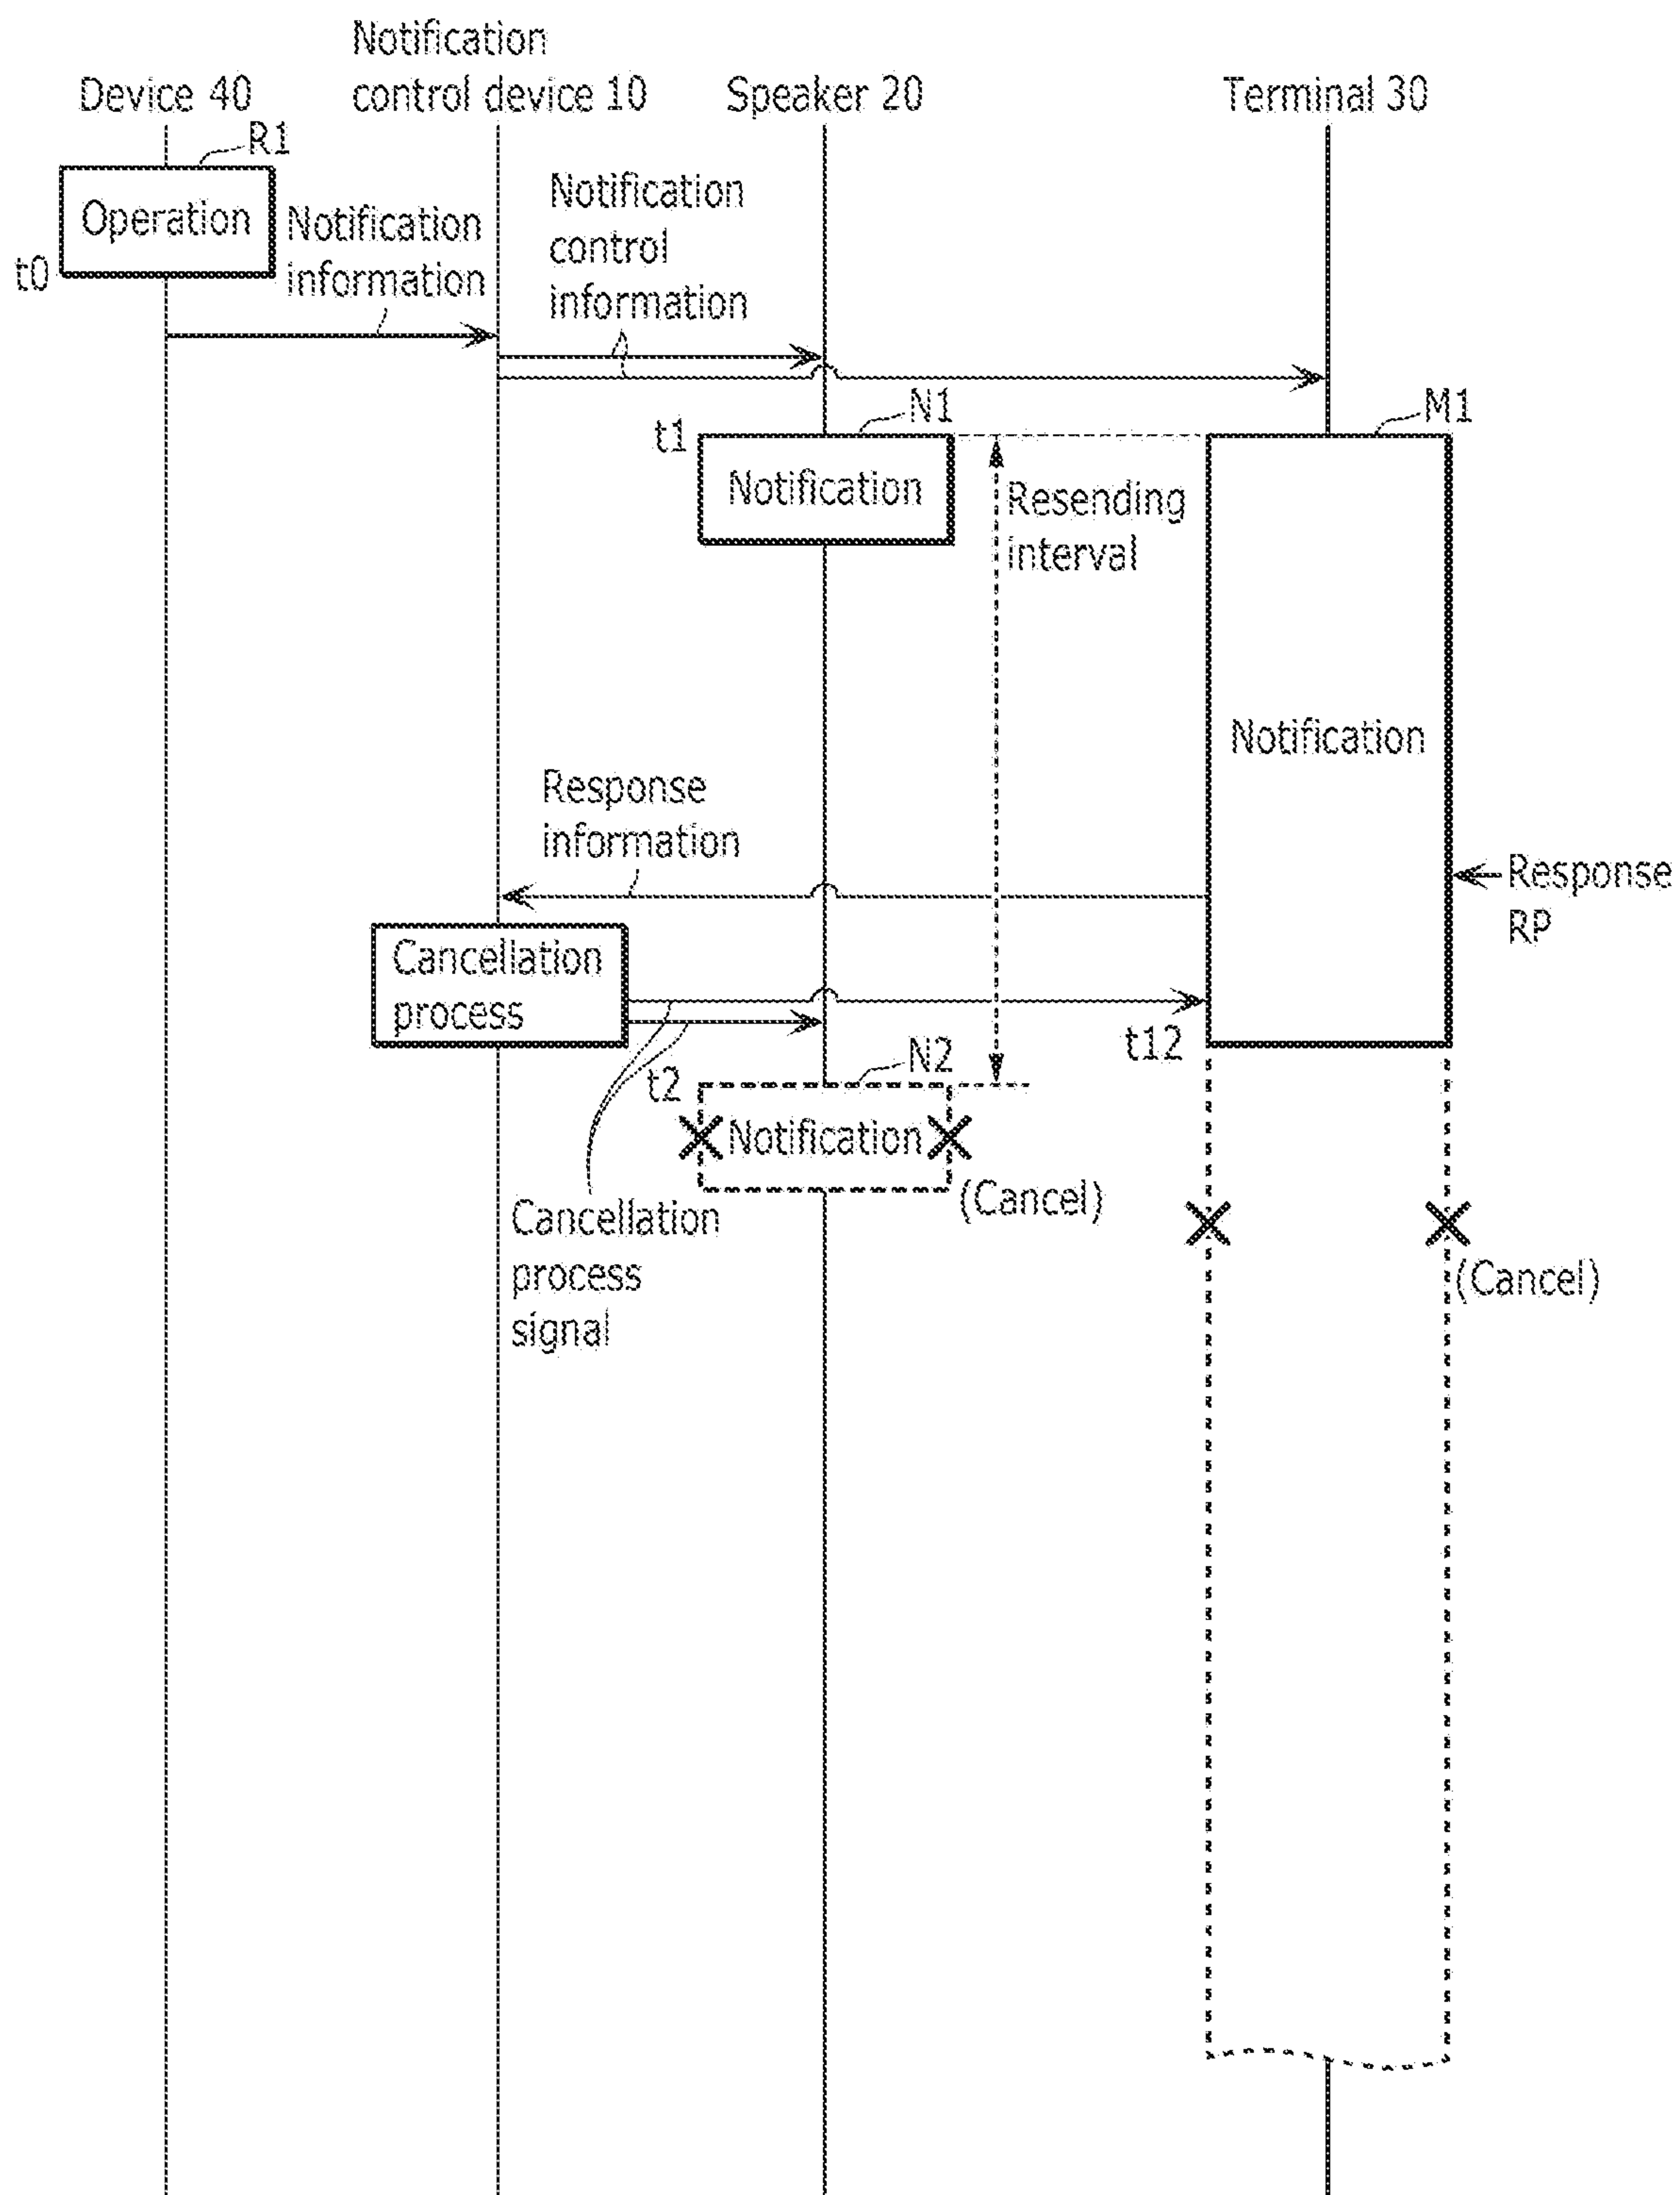 Notification
Device 40
control device 10
Speaker 20
Terminal 30
R1
Operation
t0
Notification
information
Notification
control
information
t1
N1
M1
Notification
Resending
interval
Notification
Response
information
Response
RP
Cancellation
process
t12
t2
N2
Notification
(Cancel)
Cancellation
process
signal
(Cancel)